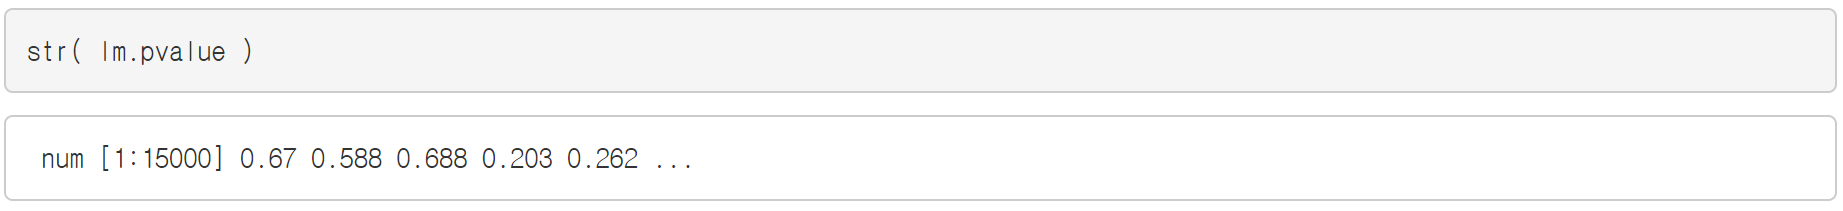 str( lm.pvalue )
num [1:15000] 0.67 0.588 0.688 0.203 0.262 ...